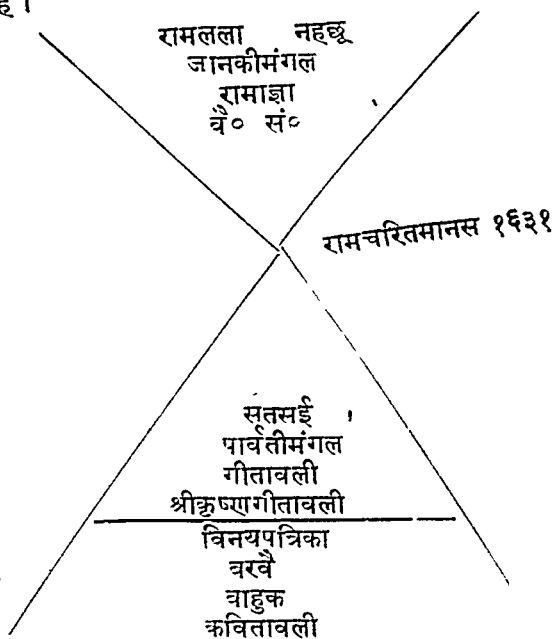 है।
रामलला नहछू
जानकीमंगल
रामाज्ञा
वै० सं०
रामचरितमानस १६३१
सतसई
पार्वतीमंगल
गीतावली
श्रीकृष्णगीतावली
विनयपत्रिका
वरवै
वाहुक
कवितावली